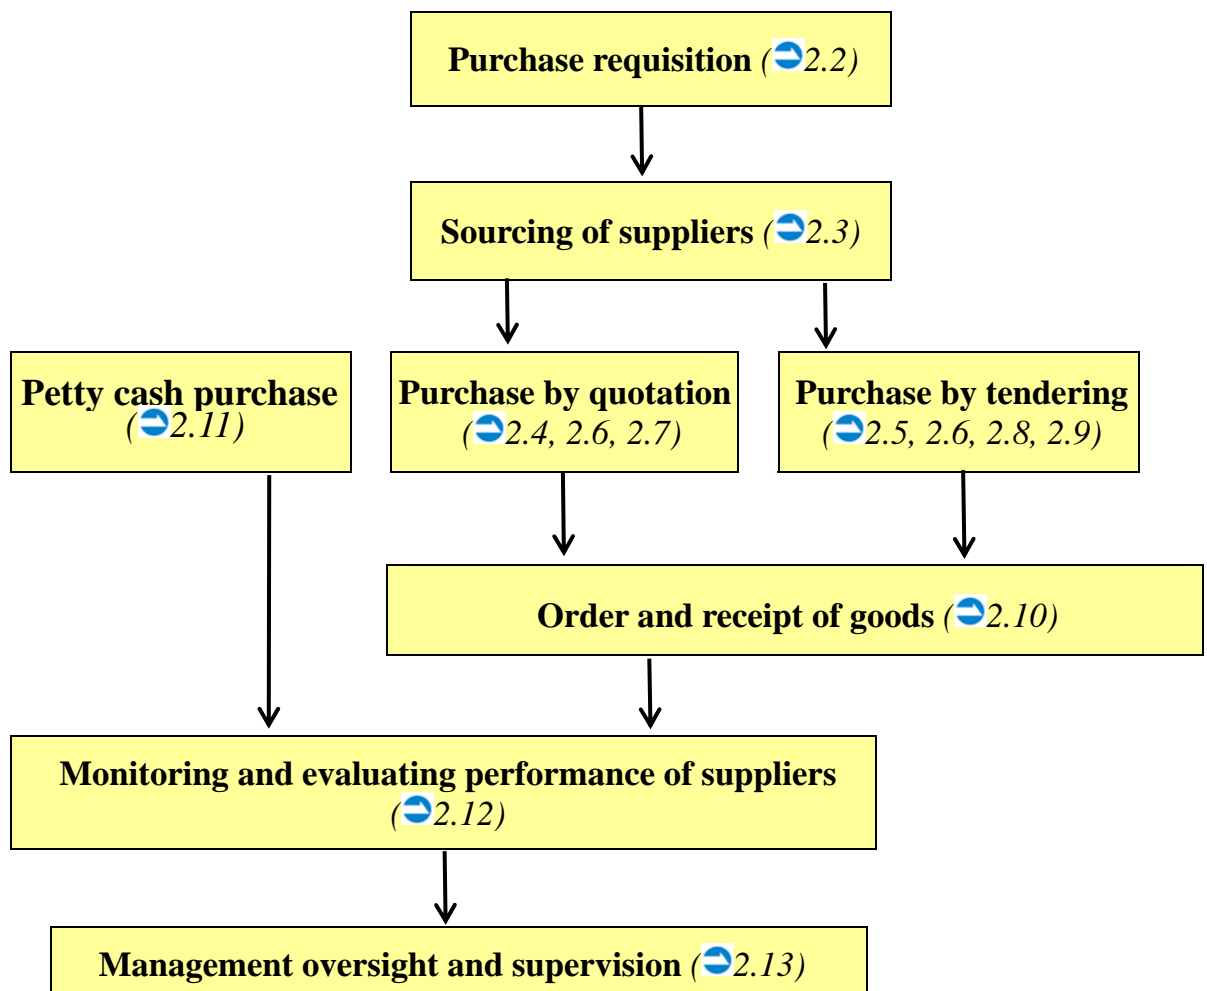 Purchase requisition (2.2)
Sourcing of suppliers (2.3)
Petty cash purchase
(2.11)
Purchase by quotation
(2.4, 2.6, 2.7)
Purchase by tendering
(2.5, 2.6, 2.8, 2.9)
Order and receipt of goods (2.10)
Monitoring and evaluating performance of suppliers
(2.12)
Management oversight and supervision (2.13)